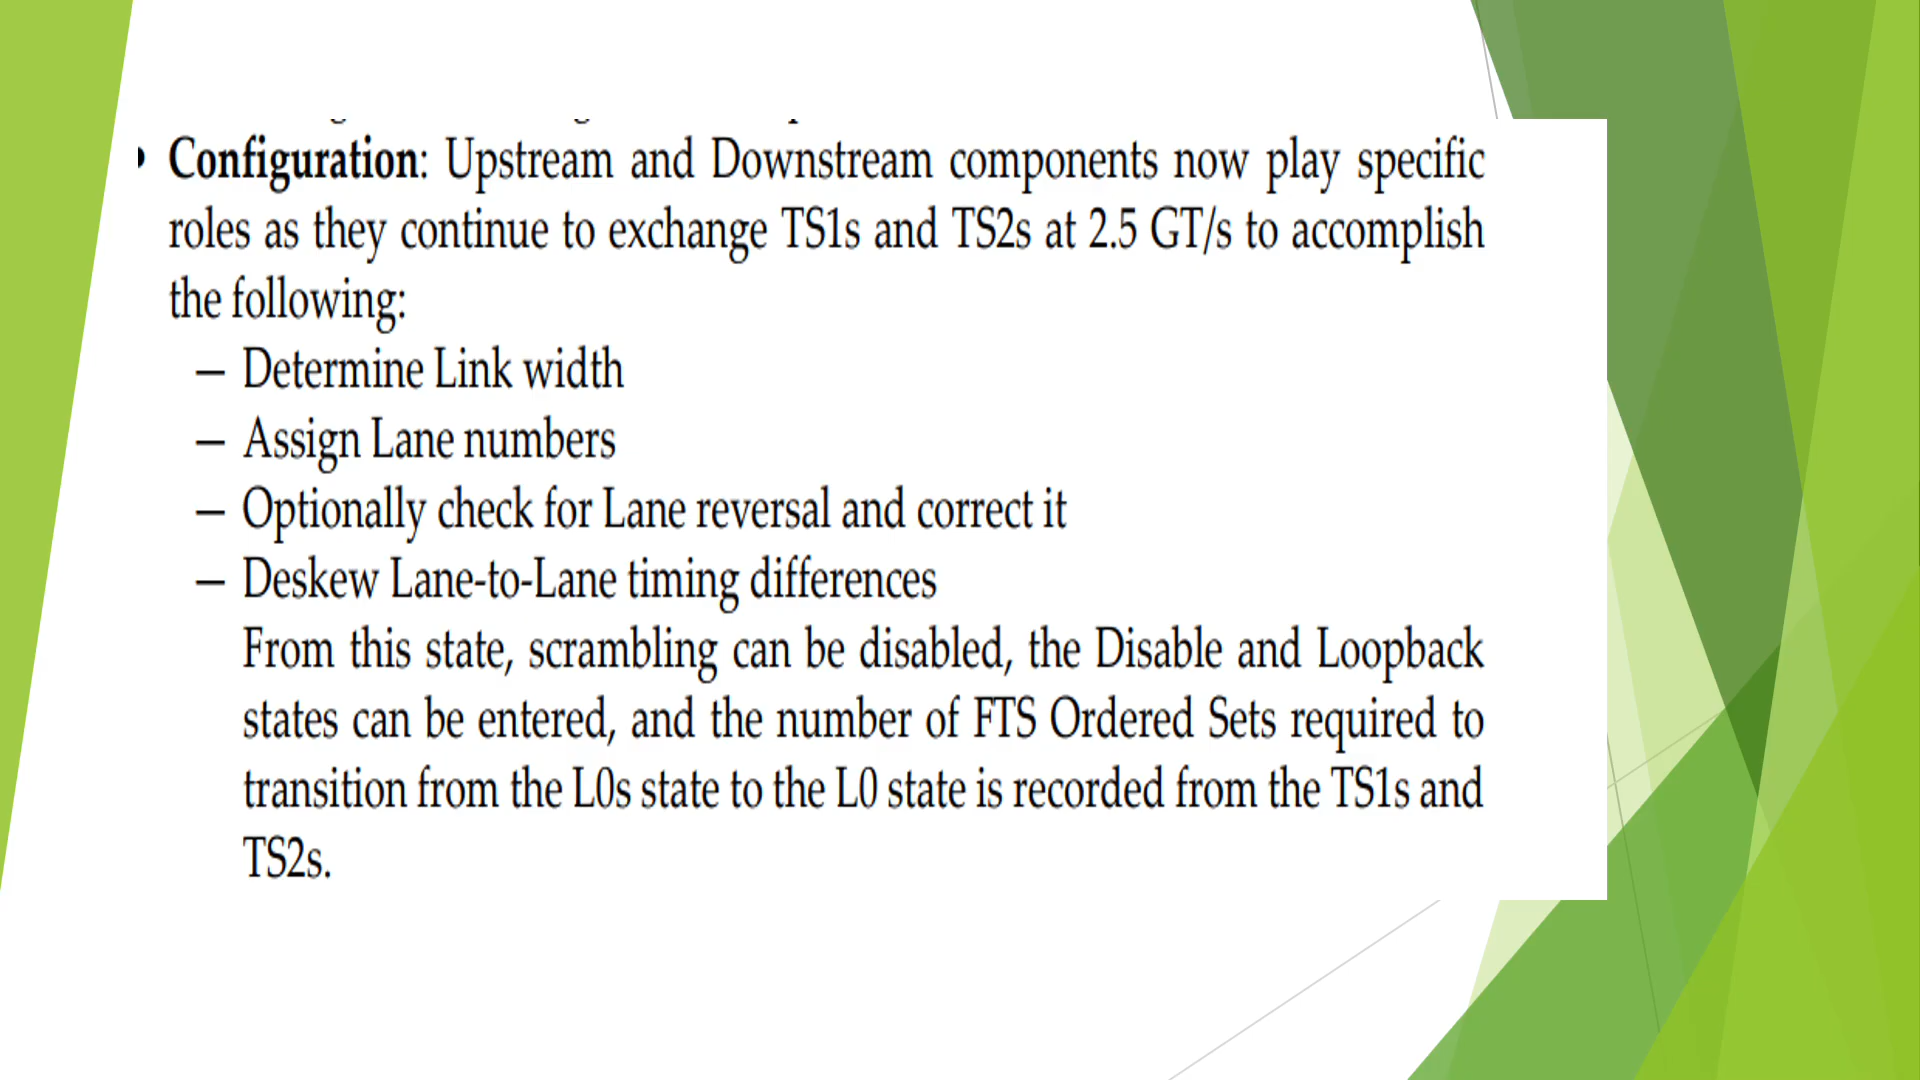 • Configuration: Upstream and Downstream components now play specific
roles as they continue to exchange TS1s and TS2s at 2.5 GT/s to accomplish
the following:
– Determine Link width
– Assign Lane numbers
– Optionally check for Lane reversal and correct it
– Deskew Lane-to-Lane timing differences
From this state, scrambling can be disabled, the Disable and Loopback
states can be entered, and the number of FTS Ordered Sets required to
transition from the L0s state to the L0 state is recorded from the TS1s and
TS2s.